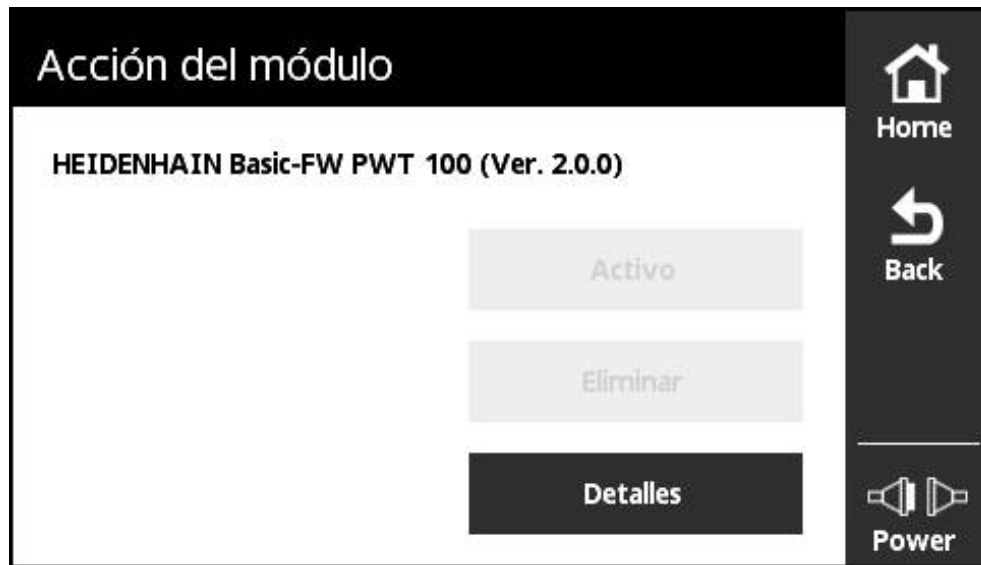 Acción del módulo
Home
HEIDENHAIN Basic-FW PWT 100 (Ver. 2.0.0)
Back
Activo
Eliminar
Detalles
Power